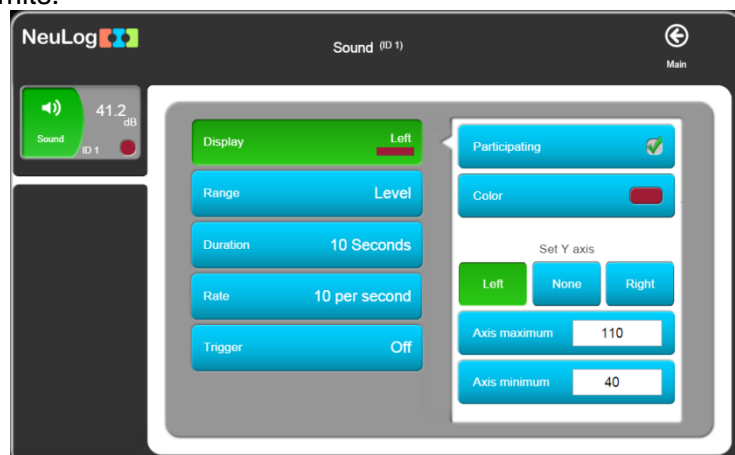 mits.
NeuLog
Sound (ID 1)
Main
41.2
dB
Sound
ID 1
Display Left
Range Level
Duration 10 Seconds
Rate 10 per second
Trigger Off
Participating
Color
Set Y axis
Left None Right
Axis maximum 110
Axis minimum 40